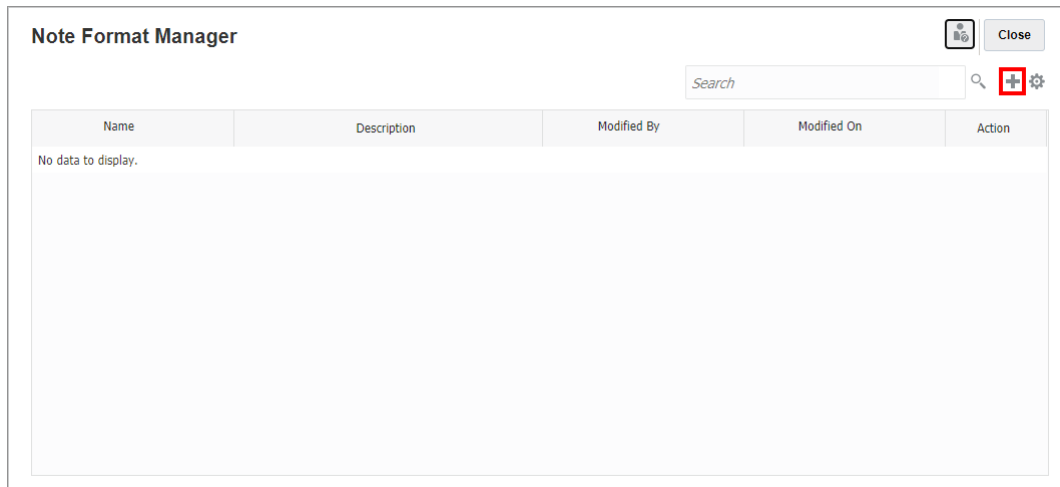 Note Format Manager
Close
Search
Name Description Modified By Modified On Action
No data to display.